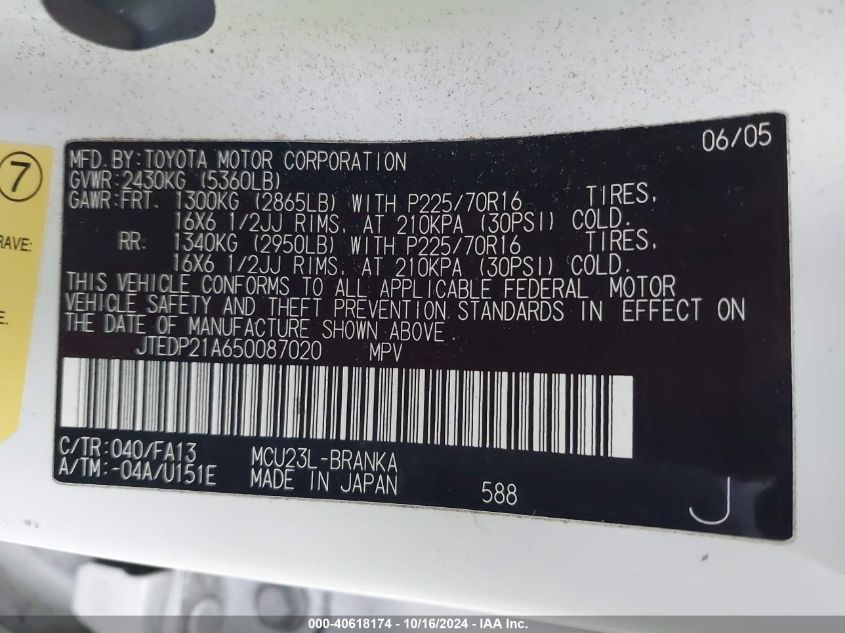 06/05
7
RAVE:
E.
MFD. BY: TOYOTA MOTOR CORPORATION
GVWR: 2430KG (5360LB)
GAWR: FRT. 1300KG (2865LB) WITH P225/70R16 TIRES,
16X6 1/2JJ RIMS, AT 210KPA (30PSI) COLD.
RR. 1340KG (2950LB) WITH P225/70R16 TIRES,
16X6 1/2JJ RIMS, AT 210KPA (30PSI) COLD.
THIS VEHICLE CONFORMS TO ALL APPLICABLE FEDERAL MOTOR
VEHICLE SAFETY AND THEFT PREVENTION STANDARDS IN EFFECT ON
THE DATE OF MANUFACTURE SHOWN ABOVE.
JTEDP21A650087020 MPV
C/TR: 040/FA13 MCU23L-BRANKA
A/TM: -04A/U151E MADE IN JAPAN 588
J
000-40618174 - 10/16/2024 - IAA Inc.